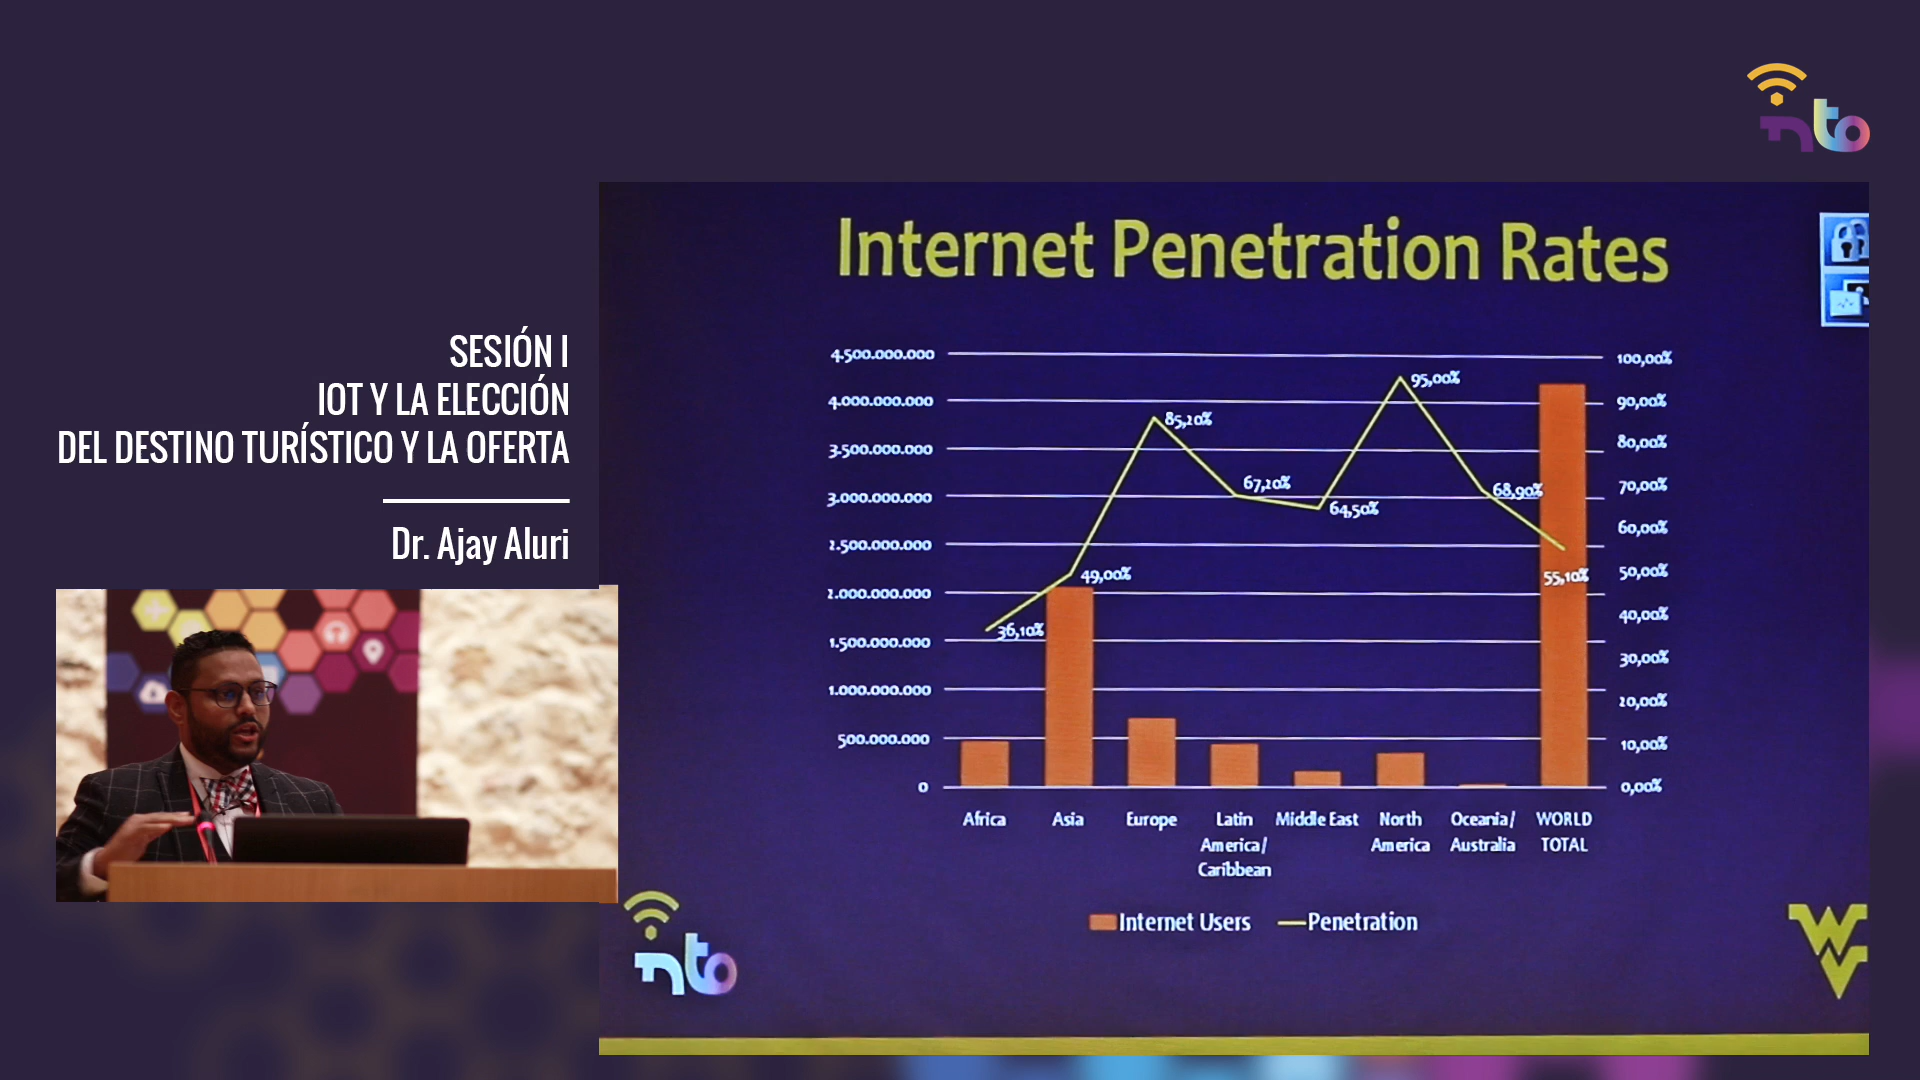 nto
SESIÓN I
IOT Y LA ELECCIÓN
DEL DESTINO TURÍSTICO Y LA OFERTA
Dr. Ajay Aluri
Internet Penetration Rates
4.500.000.000
4.000.000.000
3.500.000.000
3.000.000.000
2.500.000.000
2.000.000.000
1.500.000.000
1.000.000.000
500.000.000
0
100,00%
90,00%
80,00%
70,00%
60,00%
50,00%
40,00%
30,00%
20,00%
10,00%
0,00%
36,10%
49,00%
85,20%
67,20%
64,50%
95,00%
68,90%
55,10%
Africa
Asia
Europe
Latin
America/
Caribbean
Middle East
North
America
Oceania/
Australia
WORLD
TOTAL
Internet Users
Penetration
nto
WV